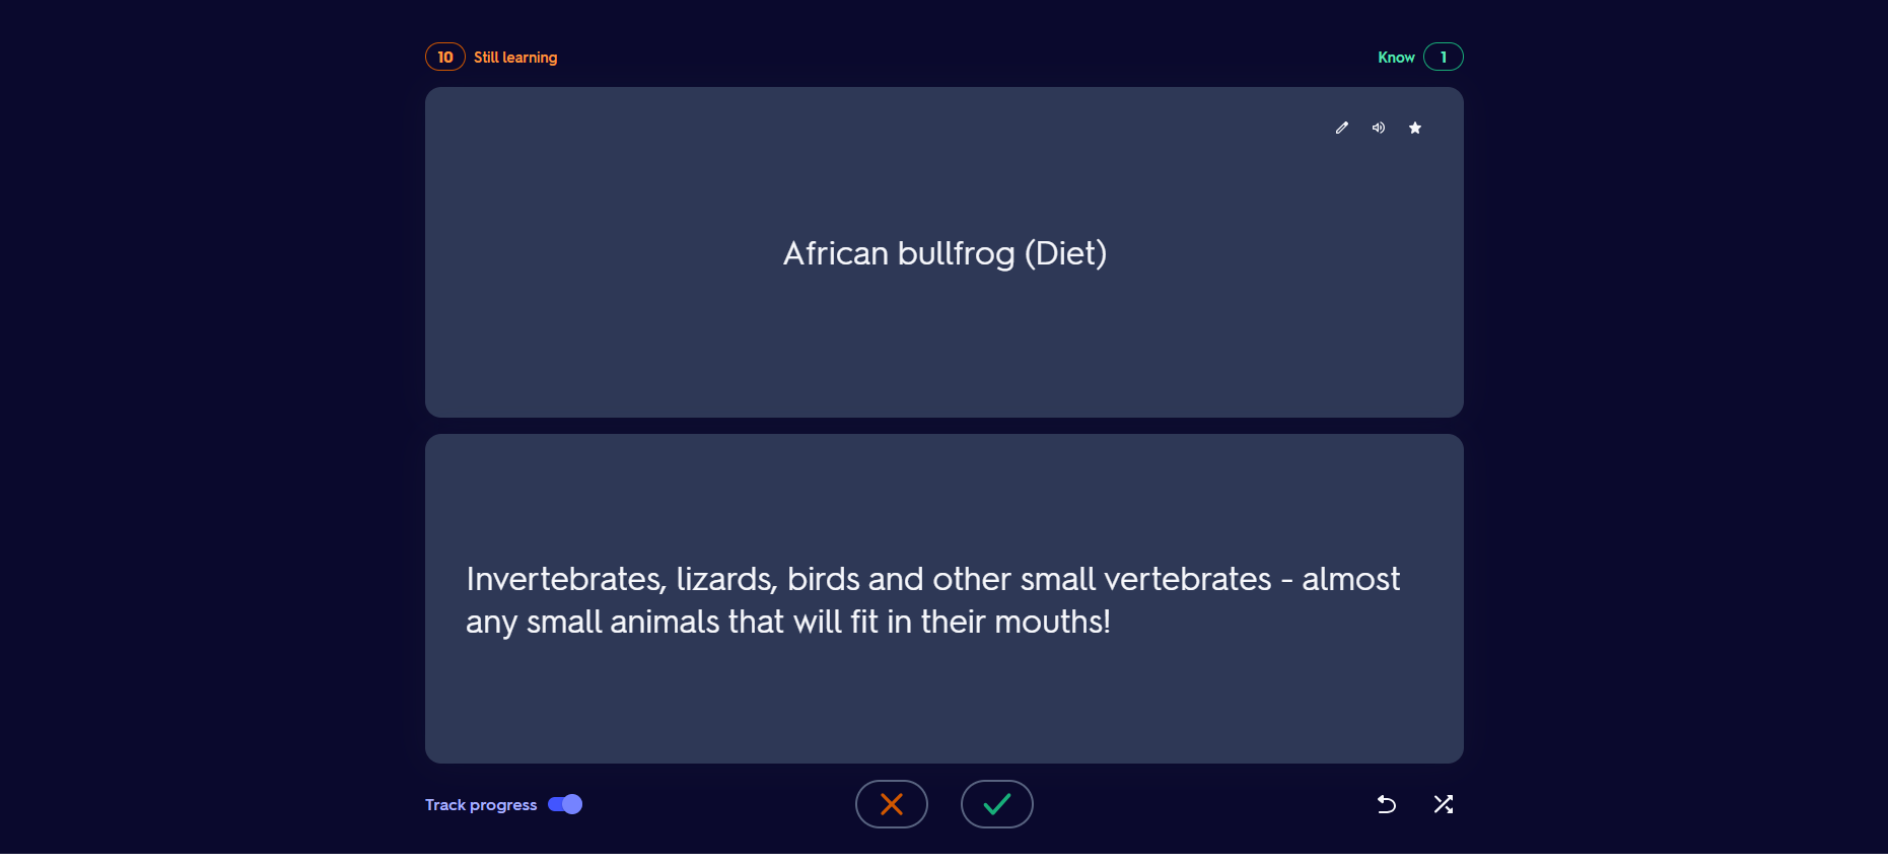 10 Still learning
Know 1
African bullfrog (Diet)
Invertebrates, lizards, birds and other small vertebrates - almost
any small animals that will fit in their mouths!
Track progress